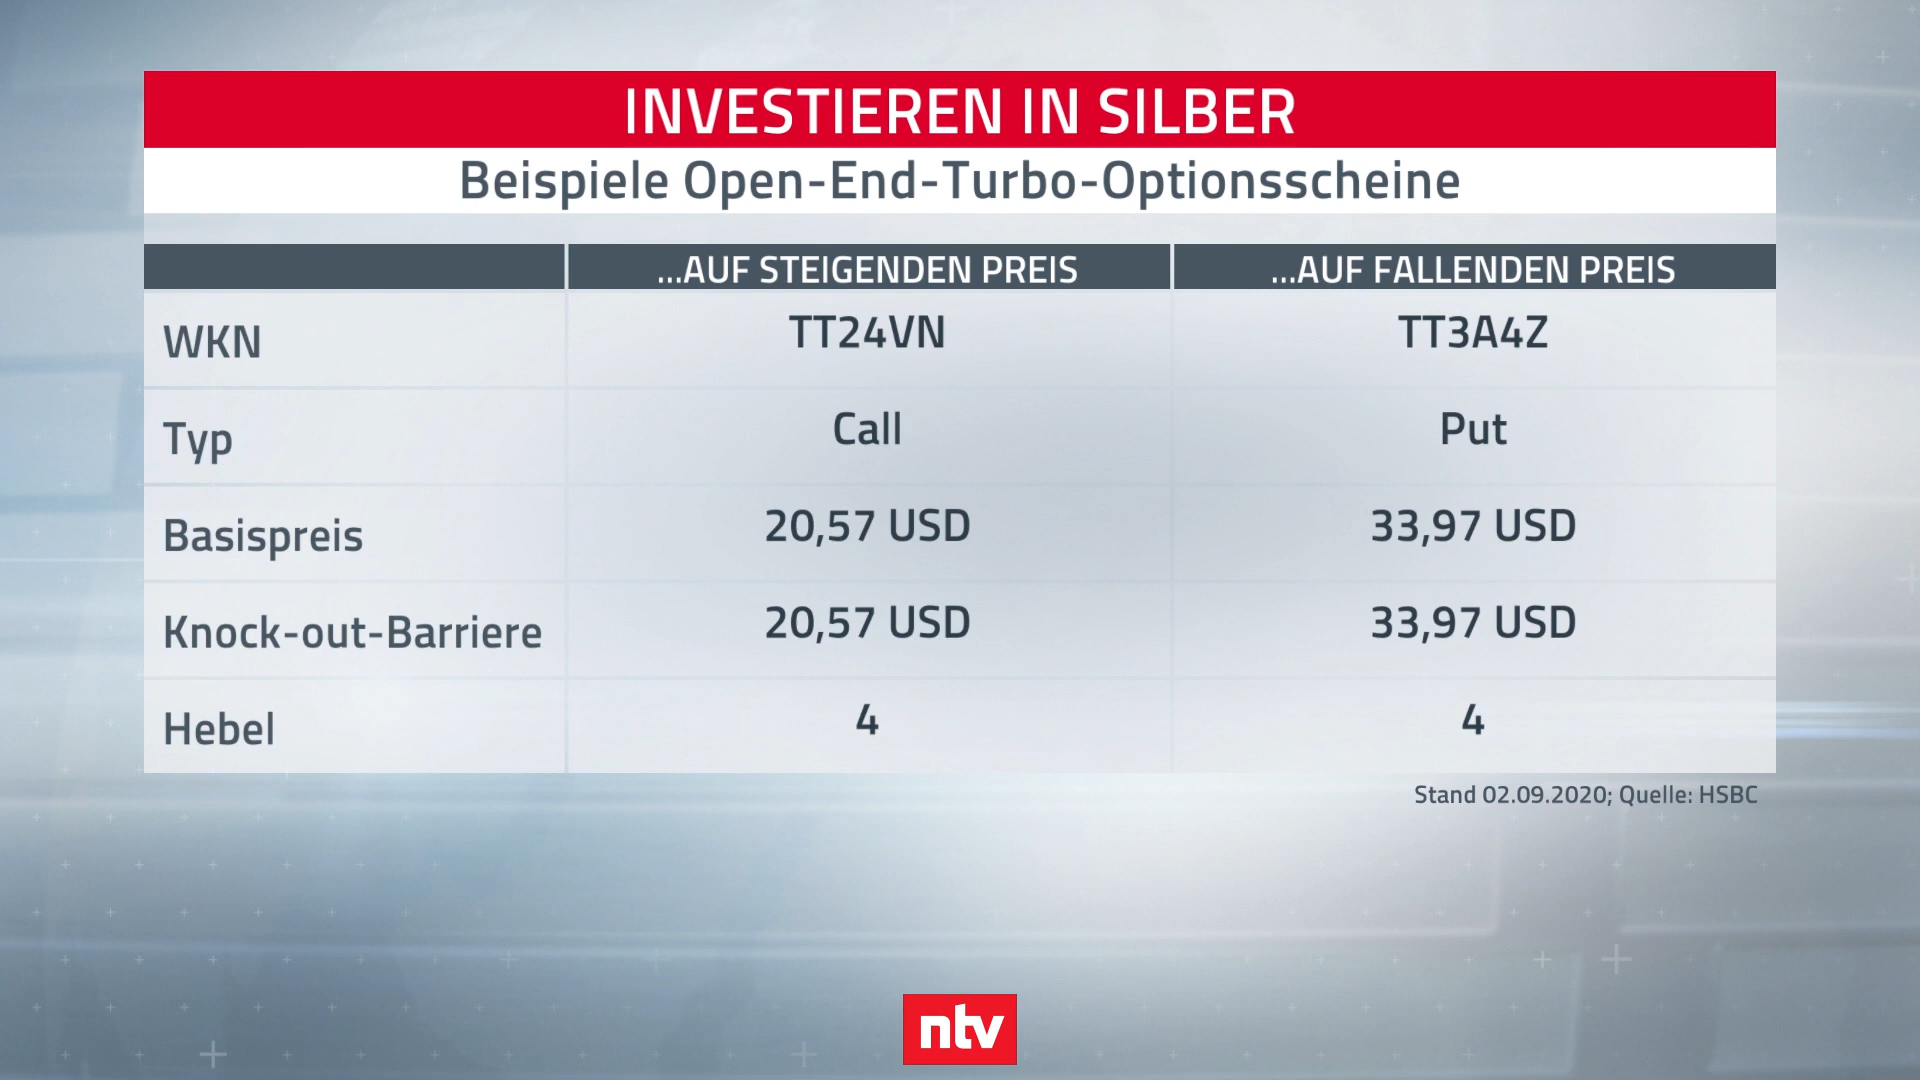 INVESTIEREN IN SILBER
Beispiele Open-End-Turbo-Optionsscheine
...AUF STEIGENDEN PREIS ...AUF FALLENDEN PREIS
WKN TT24VN TT3A4Z
Typ Call Put
Basispreis 20,57 USD 33,97 USD
Knock-out-Barriere 20,57 USD 33,97 USD
Hebel 4 4
Stand 02.09.2020; Quelle: HSBC
ntv